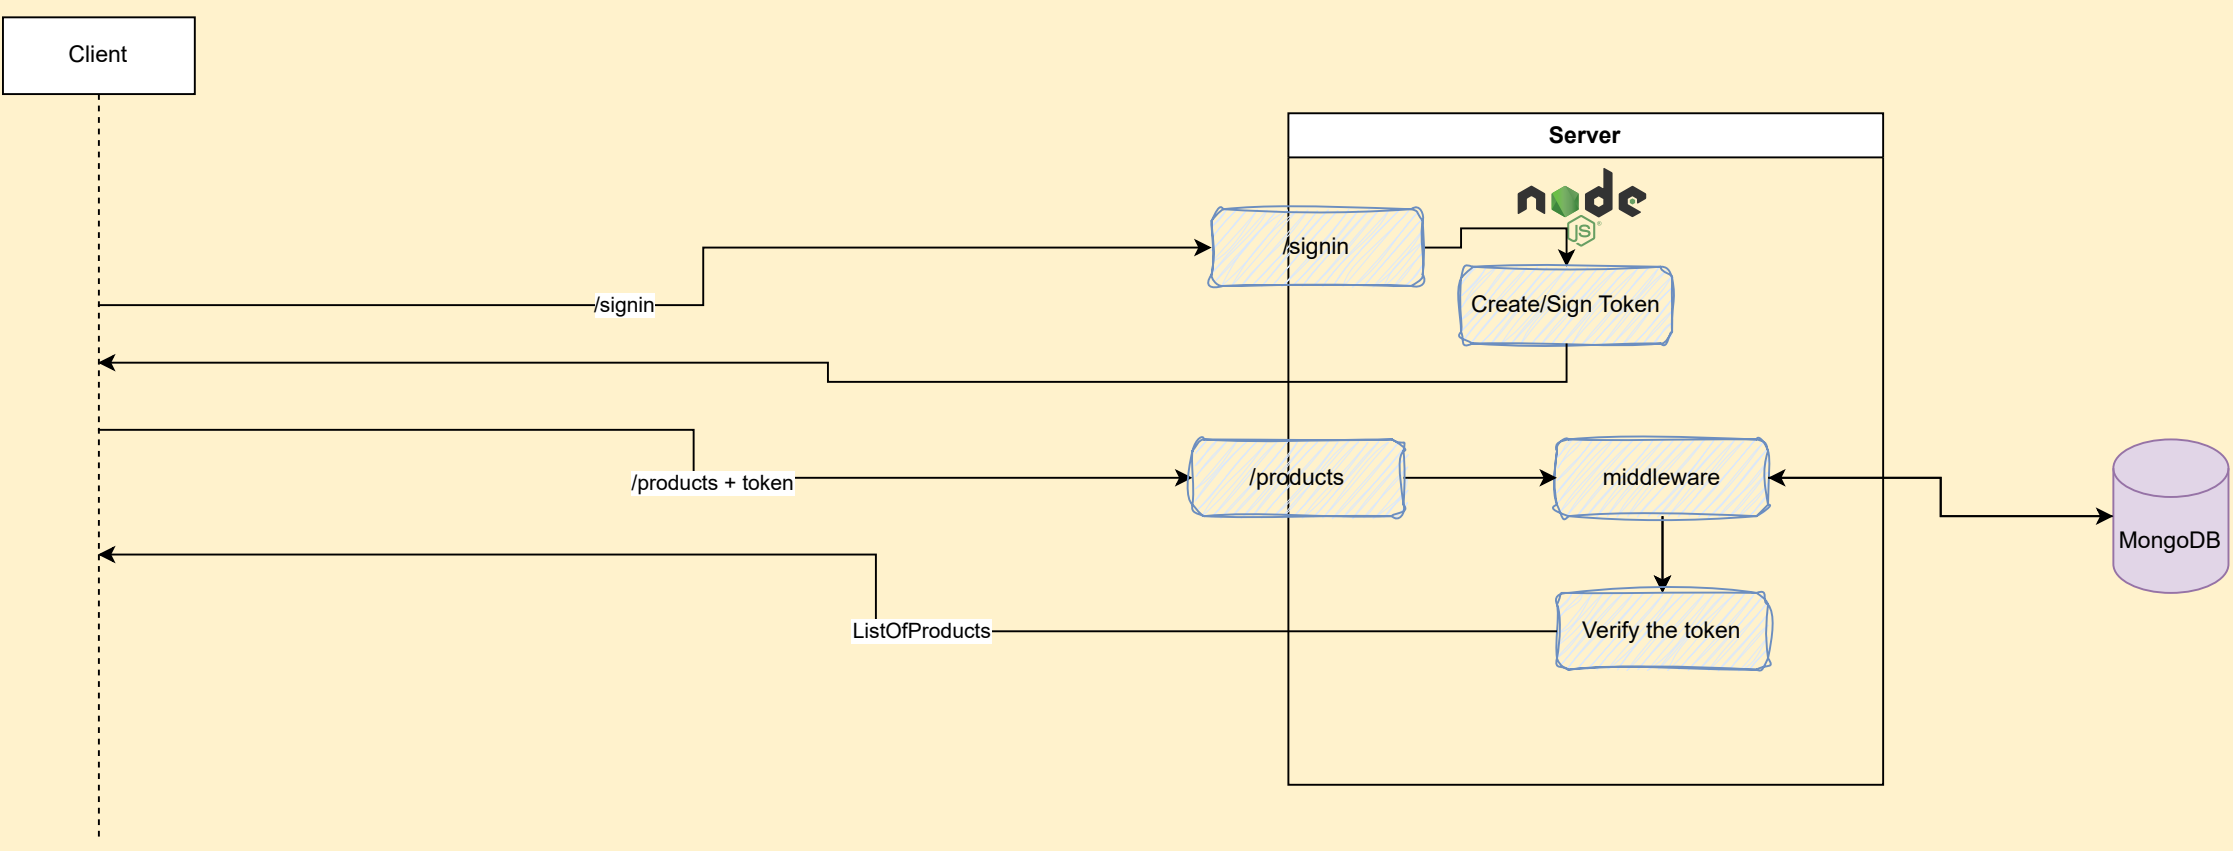 Client
Server
node
JS
®
/signin
/signin
Create/Sign Token
/products + token
/products
middleware
MongoDB
ListOfProducts
Verify the token